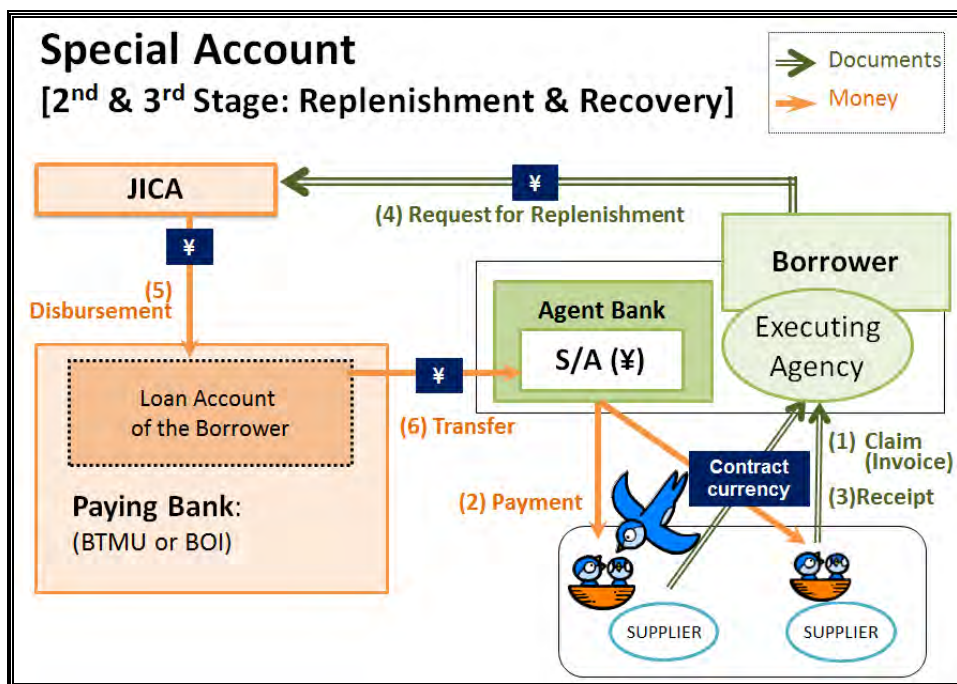 Special Account
[2nd & 3rd Stage: Replenishment & Recovery]
Documents
Money
JICA
¥
(4) Request for Replenishment
¥
(5)
Disbursement
Borrower
Executing
Agency
Agent Bank
S/A (¥)
Loan Account
of the Borrower
¥
(6) Transfer
Paying Bank:
(BTMU or BOI)
(2) Payment
Contract
currency
(1) Claim
(Invoice)
(3)Receipt
SUPPLIER
SUPPLIER